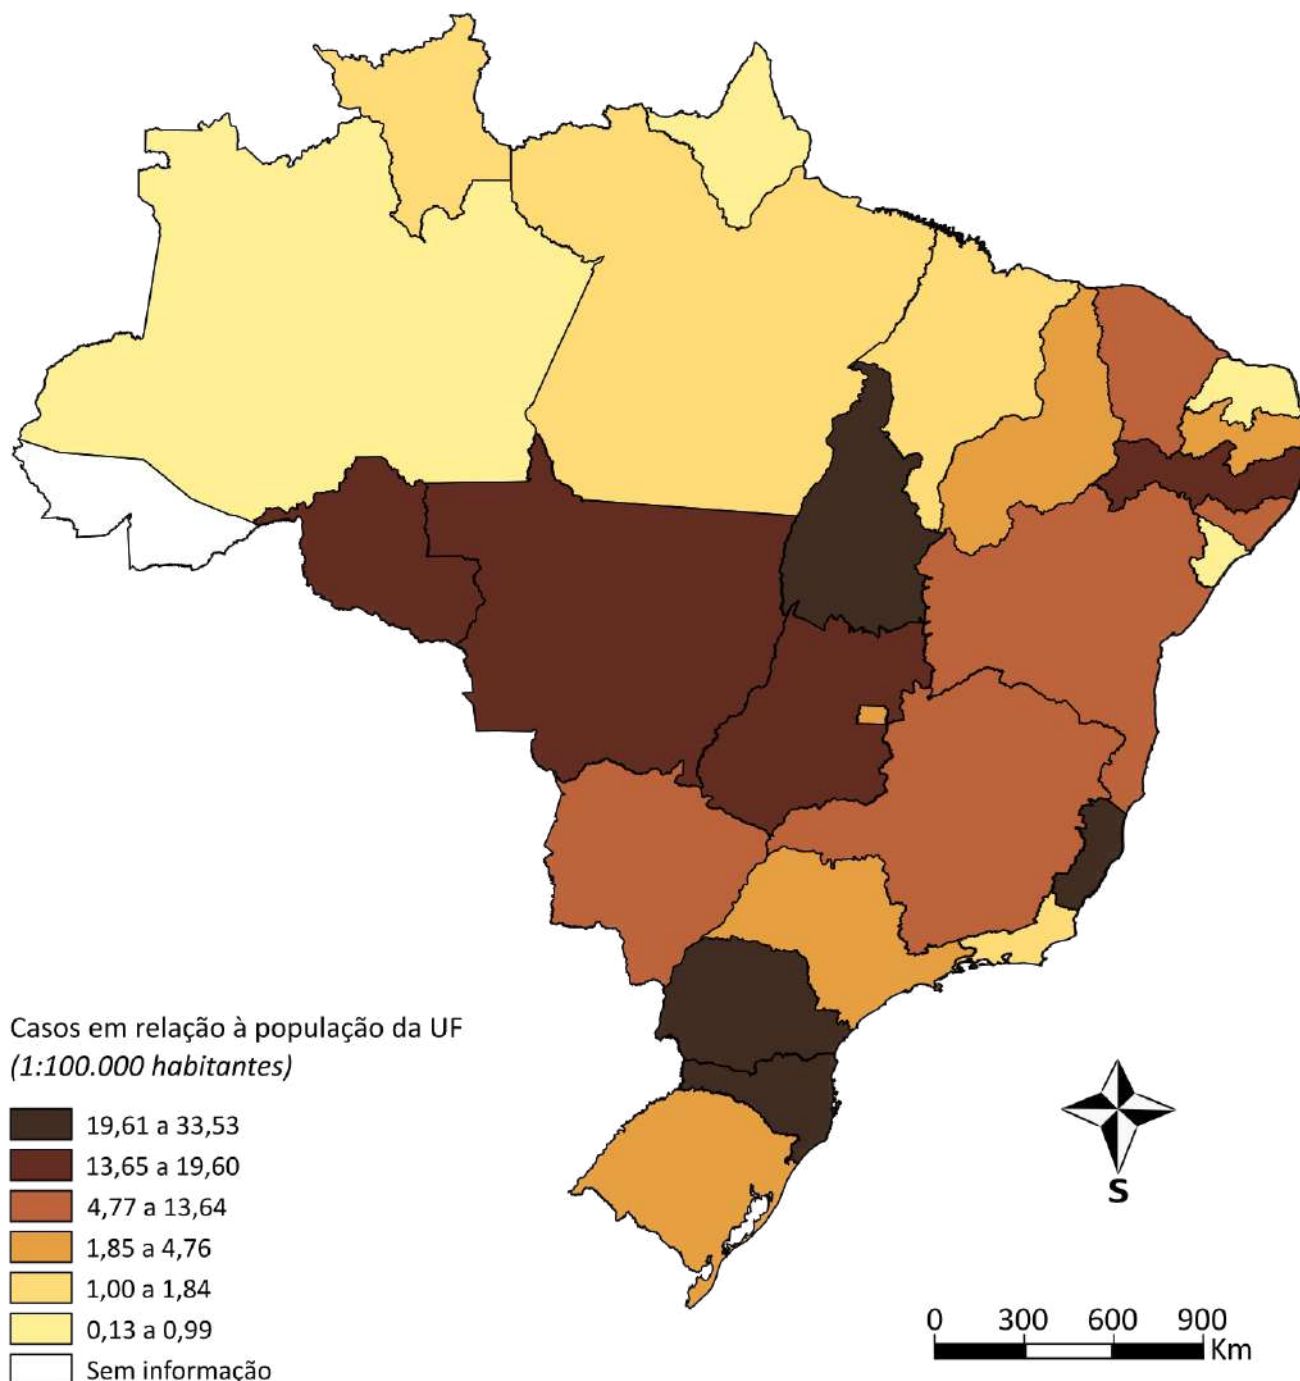 Casos em relação à população da UF
(1:100.000 habitantes)
19,61 a 33,53
13,65 a 19,60
4,77 a 13,64
1,85 a 4,76
1,00 a 1,84
0,13 a 0,99
Sem informação
S
0 300 600 900
Km